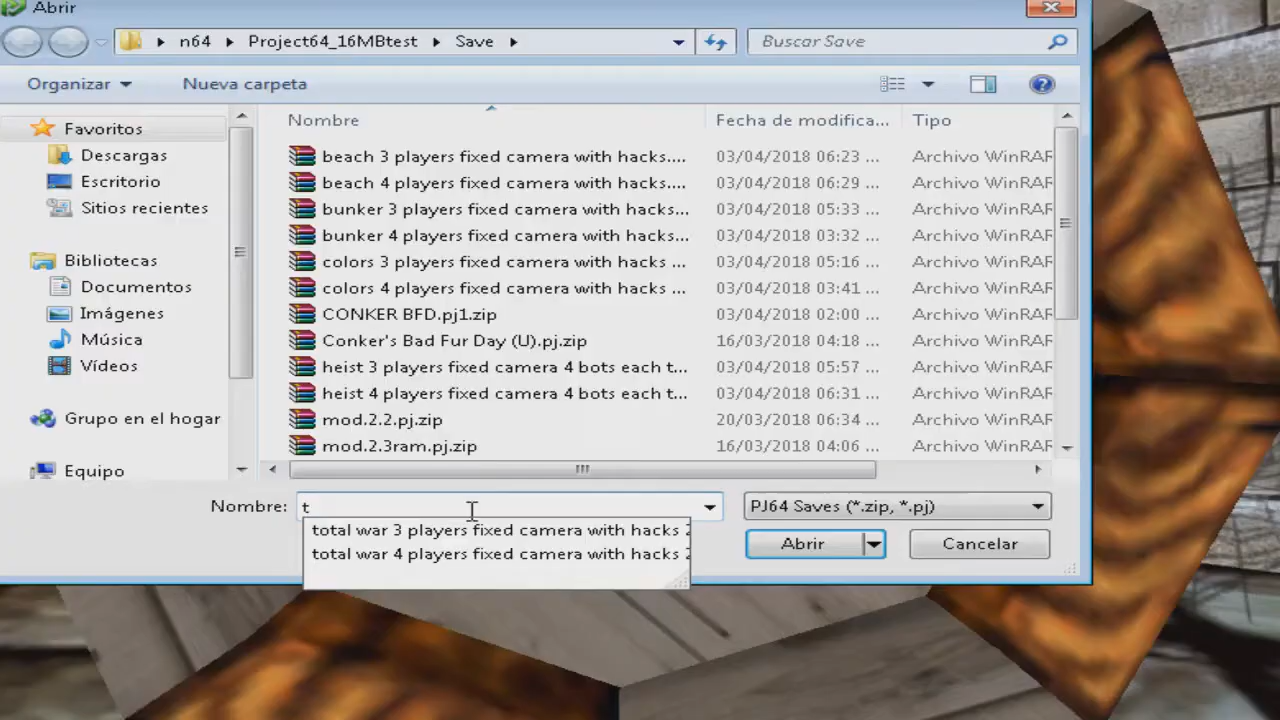 Abrir
n64 Project64_16MBtest Save
Buscar Save
Organizar Nueva carpeta
Nombre Fecha de modifica... Tipo
Favoritos
Descargas
Escritorio
Sitios recientes
Bibliotecas
Documentos
Imágenes
Música
Vídeos
Grupo en el hogar
Equipo
beach 3 players fixed camera with hacks.... 03/04/2018 06:23 ... Archivo WinRAR
beach 4 players fixed camera with hacks.... 03/04/2018 06:29 ... Archivo WinRAR
bunker 3 players fixed camera with hacks... 03/04/2018 05:33 ... Archivo WinRAR
bunker 4 players fixed camera with hacks... 03/04/2018 03:32 ... Archivo WinRAR
colors 3 players fixed camera with hacks ... 03/04/2018 05:16 ... Archivo WinRAR
colors 4 players fixed camera with hacks ... 03/04/2018 03:41 ... Archivo WinRAR
CONKER BFD.pj1.zip 03/04/2018 02:00 ... Archivo WinRAR
Conker's Bad Fur Day (U).pj.zip 16/03/2018 04:18 ... Archivo WinRAR
heist 3 players fixed camera 4 bots each t... 03/04/2018 05:57 ... Archivo WinRAR
heist 4 players fixed camera 4 bots each t... 03/04/2018 06:31 ... Archivo WinRAR
mod.2.2.pj.zip 20/03/2018 06:34 ... Archivo WinRAR
mod.2.3ram.pj.zip 16/03/2018 04:06 ... Archivo WinRAR
Nombre: t PJ64 Saves (*.zip, *.pj)
total war 3 players fixed camera with hacks
total war 4 players fixed camera with hacks
Abrir Cancelar